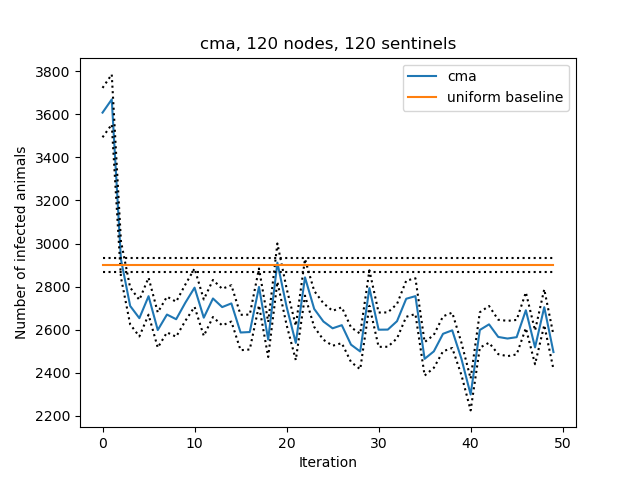 cma, 120 nodes, 120 sentinels
cma
uniform baseline
Number of infected animals
3800
3600
3400
3200
3000
2800
2600
2400
2200
0 10 20 30 40 50
Iteration